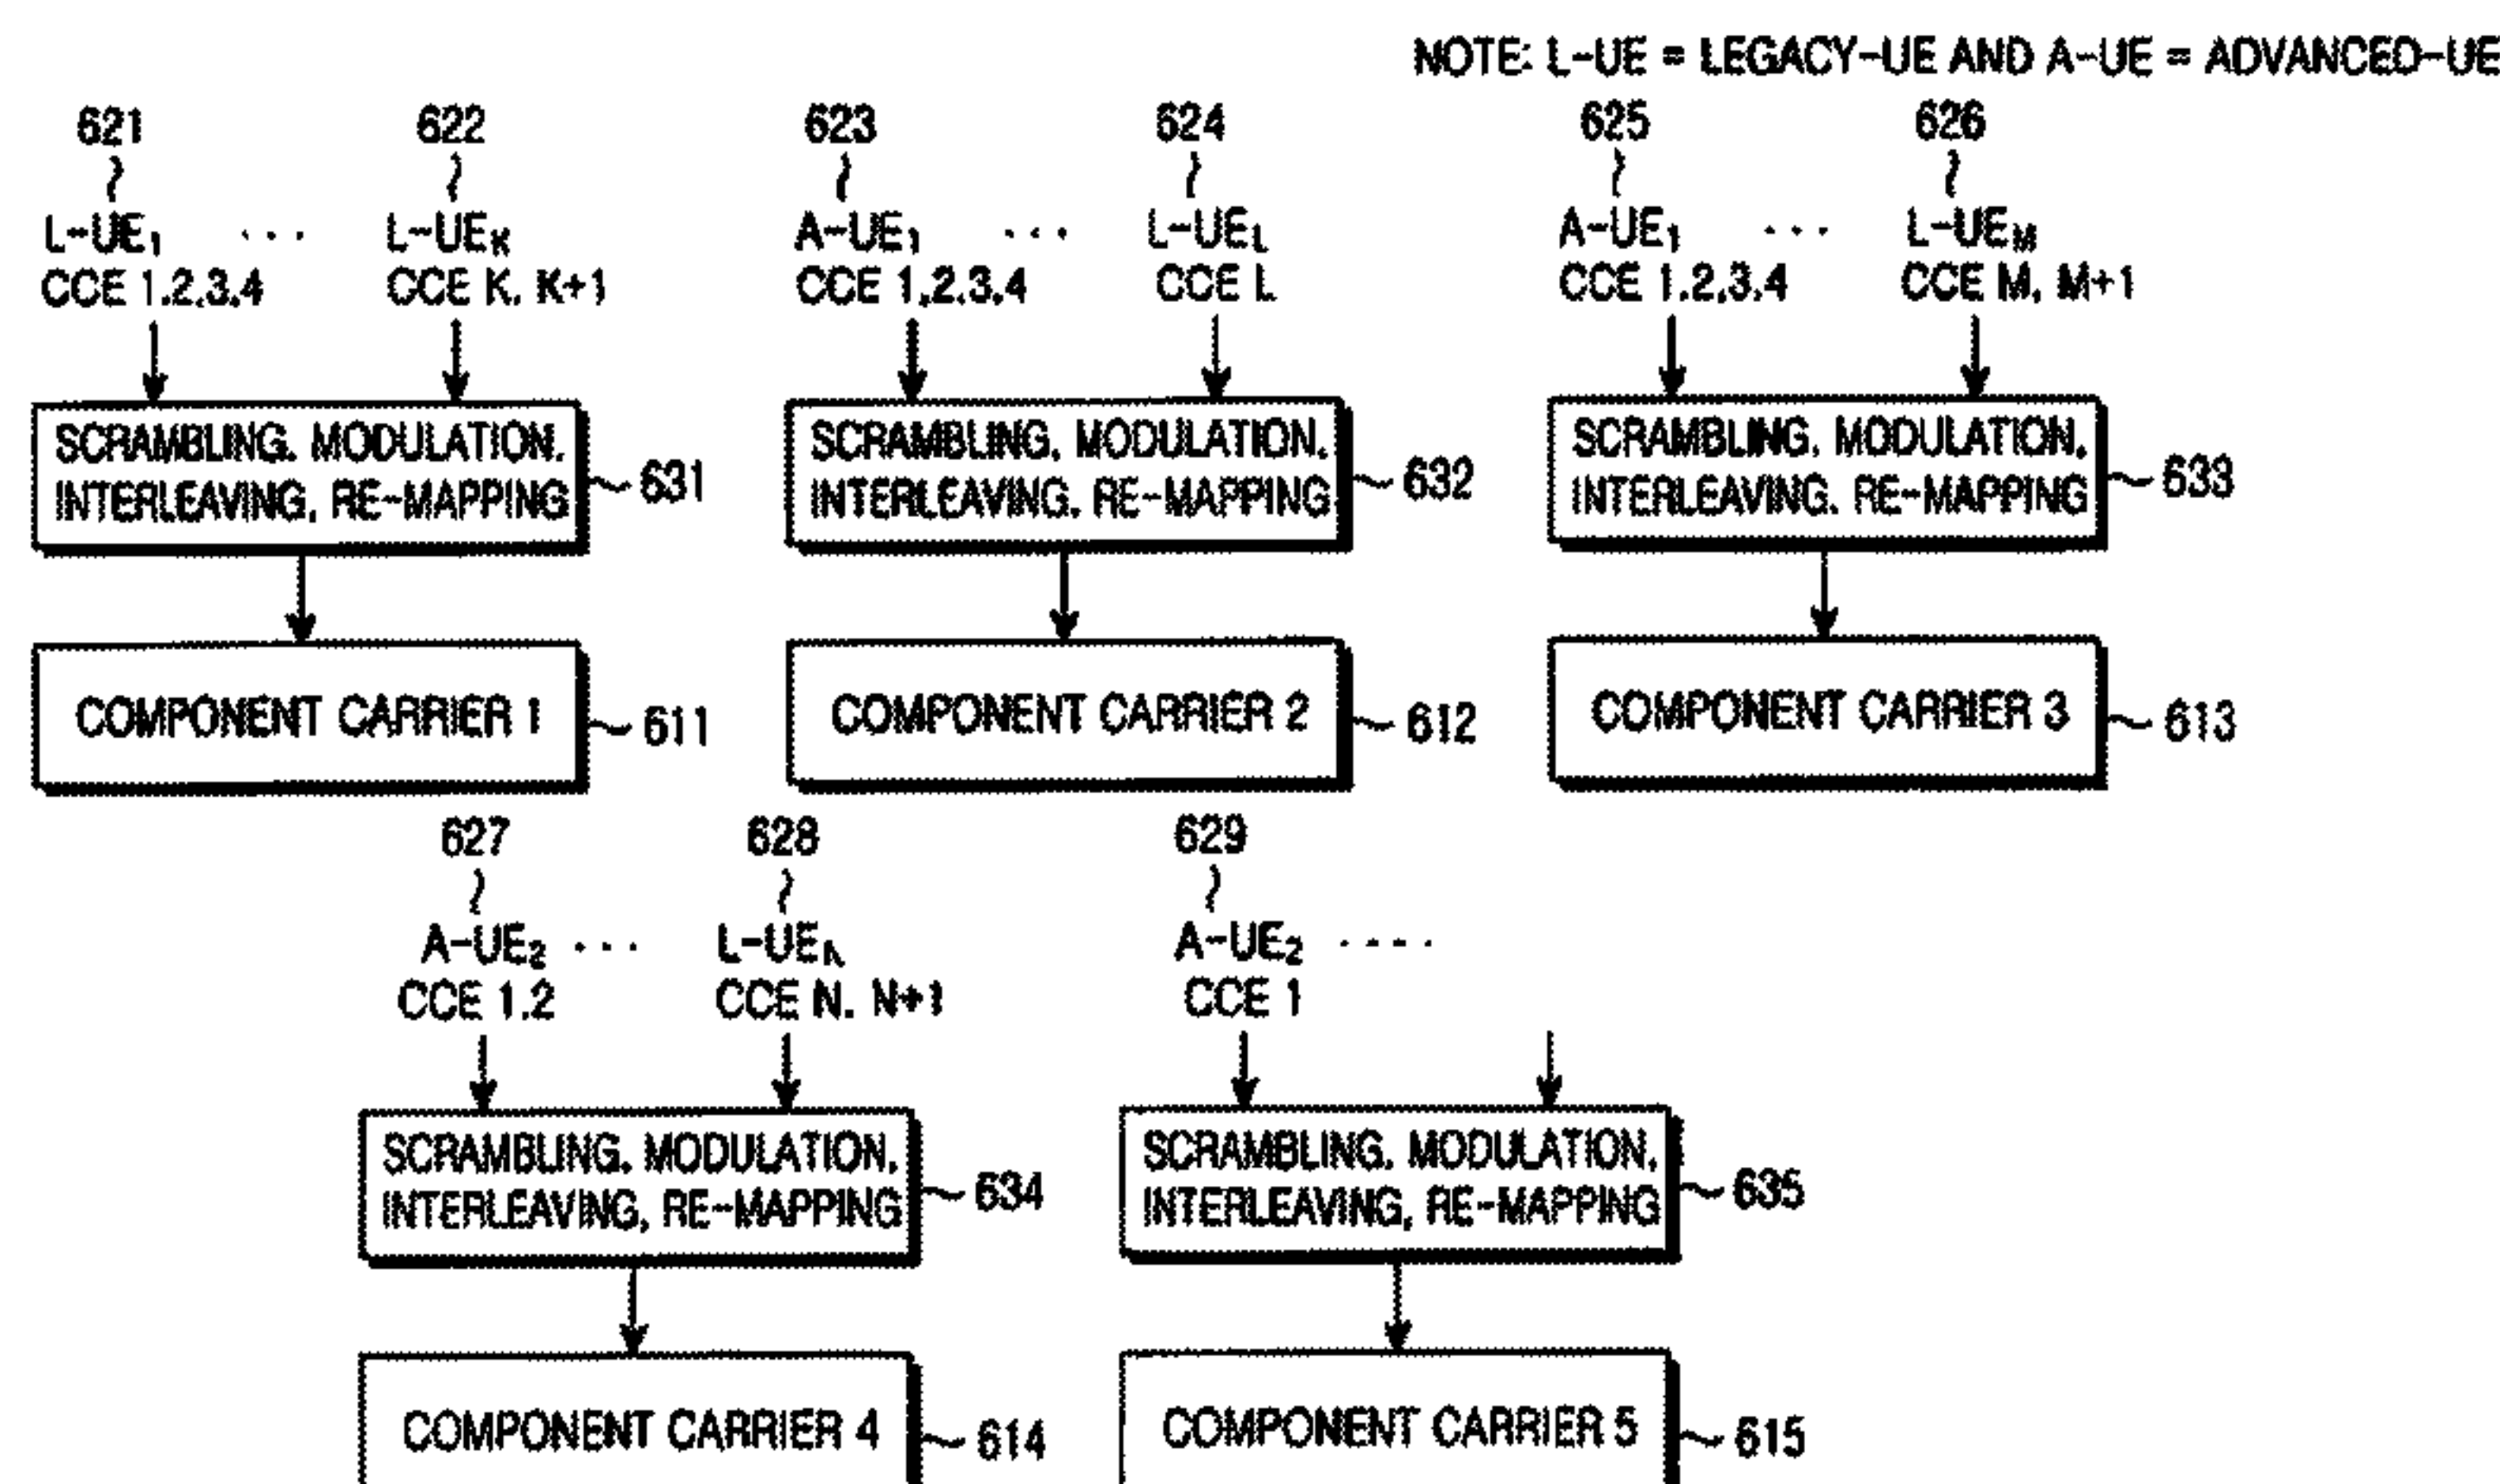 NOTE: L-UE = LEGACY-UE AND A-UE = ADVANCED-UE
621 622 623 624 625 626
L-UE1 ... L-UEK A-UE1 ... L-UEL A-UE1 ... L-UEM
CCE 1.2.3.4 CCE K. K+1 CCE 1,2.3.4 CCE L CCE 1.2.3.4 CCE M, M+1
SCRAMBLING. MODULATION. SCRAMBLING, MODULATION. SCRAMBLING, MODULATION.
INTERLEAVING, RE-MAPPING 631 INTERLEAVING. RE-MAPPING 632 INTERLEAVING. RE-MAPPING 633
COMPONENT CARRIER 1 611 COMPONENT CARRIER 2 612 COMPONENT CARRIER 3 613
627 628 629
A-UE2 ... L-UEN A-UE2 ....
CCE 1.2 CCE N. N+1 CCE 1
SCRAMBLING. MODULATION. SCRAMBLING, MODULATION.
INTERLEAVING, RE-MAPPING 634 INTERLEAVING, RE-MAPPING 635
COMPONENT CARRIER 4 614 COMPONENT CARRIER 5 615